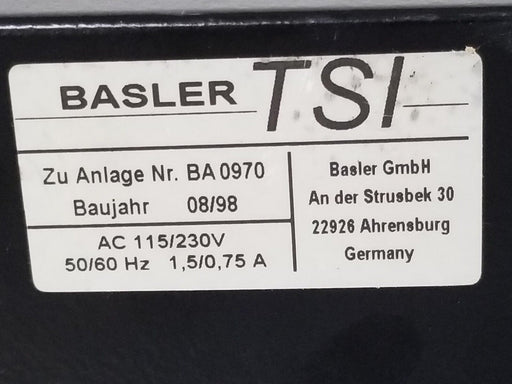 BASLER TSI
Zu Anlage Nr. BA 0970
Baujahr 08/98
AC 115/230V
50/60 Hz 1,5/0,75 A
Basler GmbH
An der Strusbek 30
22926 Ahrensburg
Germany